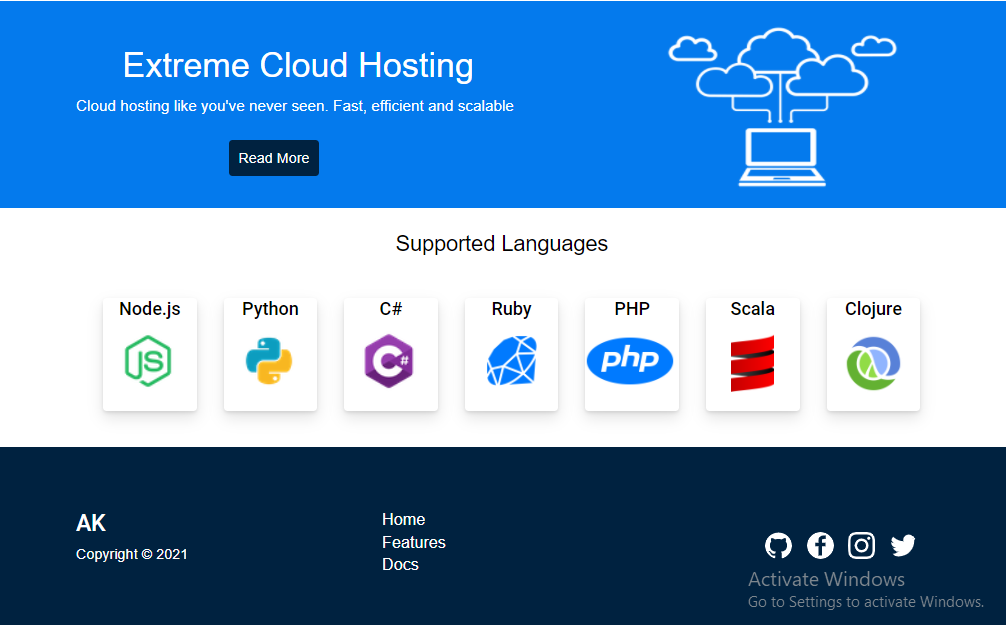 Extreme Cloud Hosting
Cloud hosting like you've never seen. Fast, efficient and scalable
Read More
Supported Languages
Node.js Python C# Ruby PHP Scala Clojure
JS C# php
AK
Copyright © 2021
Home
Features
Docs
Activate Windows
Go to Settings to activate Windows.